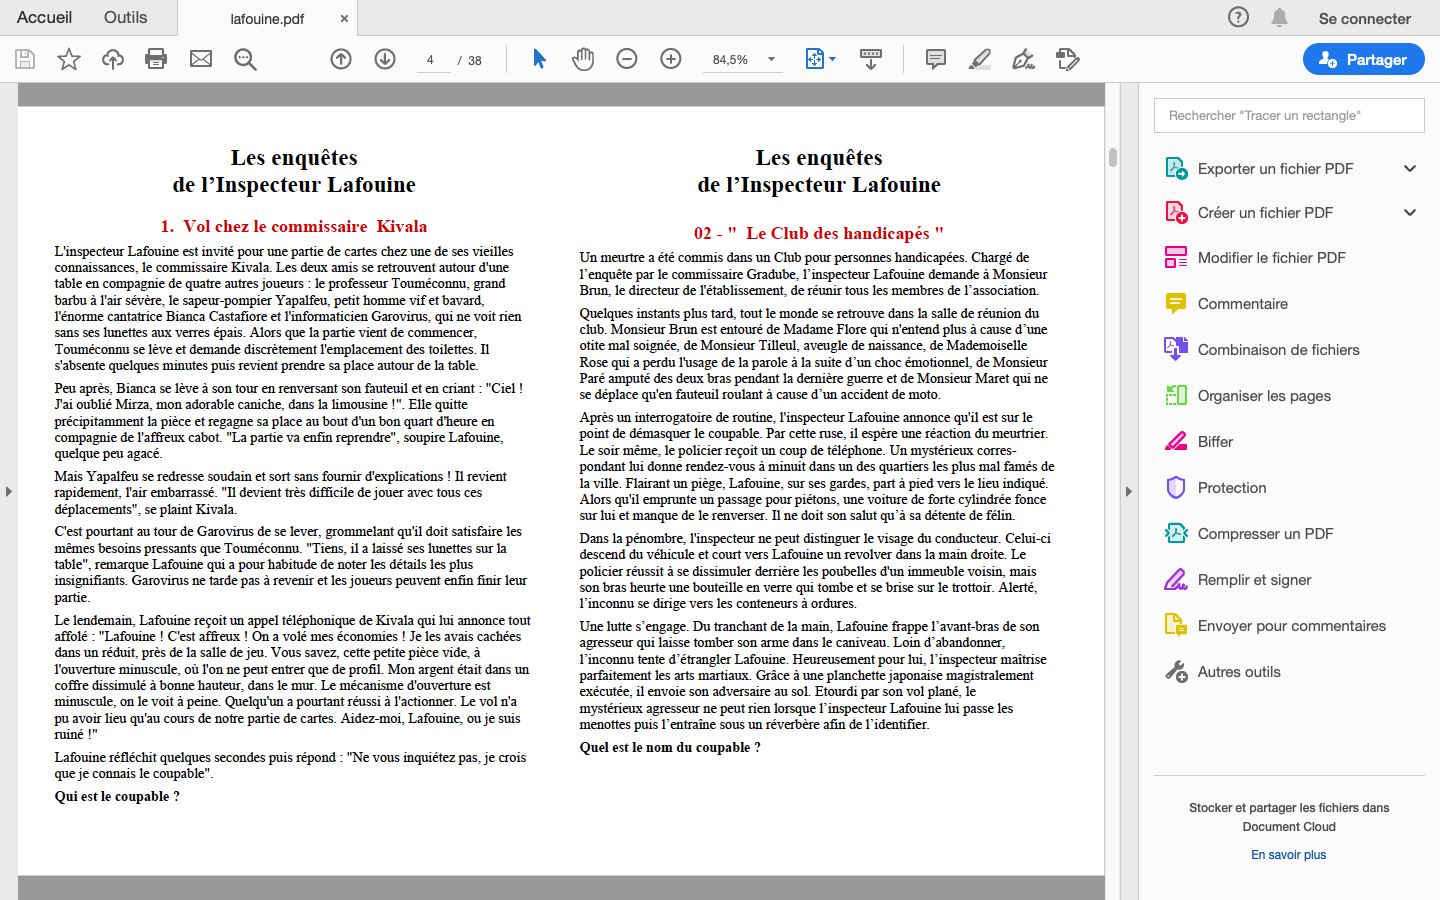 Accueil
Outils
lafouine.pdf
×
?
Se connecter
4 / 38
84,5%
Partager
Les enquêtes
de l’Inspecteur Lafouine
1. Vol chez le commissaire Kivala
L'inspecteur Lafouine est invité pour une partie de cartes chez une de ses vieilles
connaissances, le commissaire Kivala. Les deux amis se retrouvent autour d'une
table en compagnie de quatre autres joueurs : le professeur Touméconnu, grand
barbu à l'air sévère, le sapeur-pompier Yapalfeu, petit homme vif et bavard,
l'énorme cantatrice Bianca Castafiore et l'informaticien Garovirus, qui ne voit rien
sans ses lunettes aux verres épais. Alors que la partie vient de commencer,
Touméconnu se lève et demande discrètement l'emplacement des toilettes. Il
s'absente quelques minutes puis revient prendre sa place autour de la table.
Peu après, Bianca se lève à son tour en renversant son fauteuil et en criant : "Ciel !
J'ai oublié Mirza, mon adorable caniche, dans la limousine !". Elle quitte
précipitamment la pièce et regagne sa place au bout d'un bon quart d'heure en
compagnie de l'affreux cabot. "La partie va enfin reprendre", soupire Lafouine,
quelque peu agacé.
Mais Yapalfeu se redresse soudain et sort sans fournir d'explications ! Il revient
rapidement, l'air embarrassé. "Il devient très difficile de jouer avec tous ces
déplacements", se plaint Kivala.
C'est pourtant au tour de Garovirus de se lever, grommelant qu'il doit satisfaire les
mêmes besoins pressants que Touméconnu. "Tiens, il a laissé ses lunettes sur la
table", remarque Lafouine qui a pour habitude de noter les détails les plus
insignifiants. Garovirus ne tarde pas à revenir et les joueurs peuvent enfin finir leur
partie.
Le lendemain, Lafouine reçoit un appel téléphonique de Kivala qui lui annonce tout
affolé : "Lafouine ! C'est affreux ! On a volé mes économies ! Je les avais cachées
dans un réduit, près de la salle de jeu. Vous savez, cette petite pièce vide, à
l'ouverture minuscule, où l'on ne peut entrer que de profil. Mon argent était dans un
coffre dissimulé à bonne hauteur, dans le mur. Le mécanisme d'ouverture est
minuscule, on le voit à peine. Quelqu'un a pourtant réussi à l'actionner. Le vol n'a
pu avoir lieu qu'au cours de notre partie de cartes. Aidez-moi, Lafouine, ou je suis
ruiné !"
Lafouine réfléchit quelques secondes puis répond : "Ne vous inquiétez pas, je crois
que je connais le coupable".
Qui est le coupable ?
Les enquêtes
de l’Inspecteur Lafouine
02 - " Le Club des handicapés "
Un meurtre a été commis dans un Club pour personnes handicapées. Chargé de
l’enquête par le commissaire Gradube, l’inspecteur Lafouine demande à Monsieur
Brun, le directeur de l'établissement, de réunir tous les membres de l’association.
Quelques instants plus tard, tout le monde se retrouve dans la salle de réunion du
club. Monsieur Brun est entouré de Madame Flore qui n'entend plus à cause d’une
otite mal soignée, de Monsieur Tilleul, aveugle de naissance, de Mademoiselle
Rose qui a perdu l'usage de la parole à la suite d’un choc émotionnel, de Monsieur
Paré amputé des deux bras pendant la dernière guerre et de Monsieur Maret qui ne
se déplace qu'en fauteuil roulant à cause d’un accident de moto.
Après un interrogatoire de routine, l'inspecteur Lafouine annonce qu'il est sur le
point de démasquer le coupable. Par cette ruse, il espère une réaction du meurtrier.
Le soir même, le policier reçoit un coup de téléphone. Un mystérieux corres-
pondant lui donne rendez-vous à minuit dans un des quartiers les plus mal famés de
la ville. Flairant un piège, Lafouine, sur ses gardes, part à pied vers le lieu indiqué.
Alors qu'il emprunte un passage pour piétons, une voiture de forte cylindrée fonce
sur lui et manque de le renverser. Il ne doit son salut qu’à sa détente de félin.
Dans la pénombre, l'inspecteur ne peut distinguer le visage du conducteur. Celui-ci
descend du véhicule et court vers Lafouine un revolver dans la main droite. Le
policier réussit à se dissimuler derrière les poubelles d'un immeuble voisin, mais
son bras heurte une bouteille en verre qui tombe et se brise sur le trottoir. Alerté,
l’inconnu se dirige vers les conteneurs à ordures.
Une lutte s’engage. Du tranchant de la main, Lafouine frappe l’avant-bras de son
agresseur qui laisse tomber son arme dans le caniveau. Loin d’abandonner,
l’inconnu tente d’étrangler Lafouine. Heureusement pour lui, l’inspecteur maîtrise
parfaitement les arts martiaux. Grâce à une planchette japonaise magistralement
exécutée, il envoie son adversaire au sol. Etourdi par son vol plané, le
mystérieux agresseur ne peut rien lorsque l’inspecteur Lafouine lui passe les
menottes puis l’entraîne sous un réverbère afin de l’identifier.
Quel est le nom du coupable ?
Rechercher "Tracer un rectangle"
Exporter un fichier PDF
Créer un fichier PDF
Modifier le fichier PDF
Commentaire
Combinaison de fichiers
Organiser les pages
Biffer
Protection
Compresser un PDF
Remplir et signer
Envoyer pour commentaires
Autres outils
Stocker et partager les fichiers dans
Document Cloud
En savoir plus